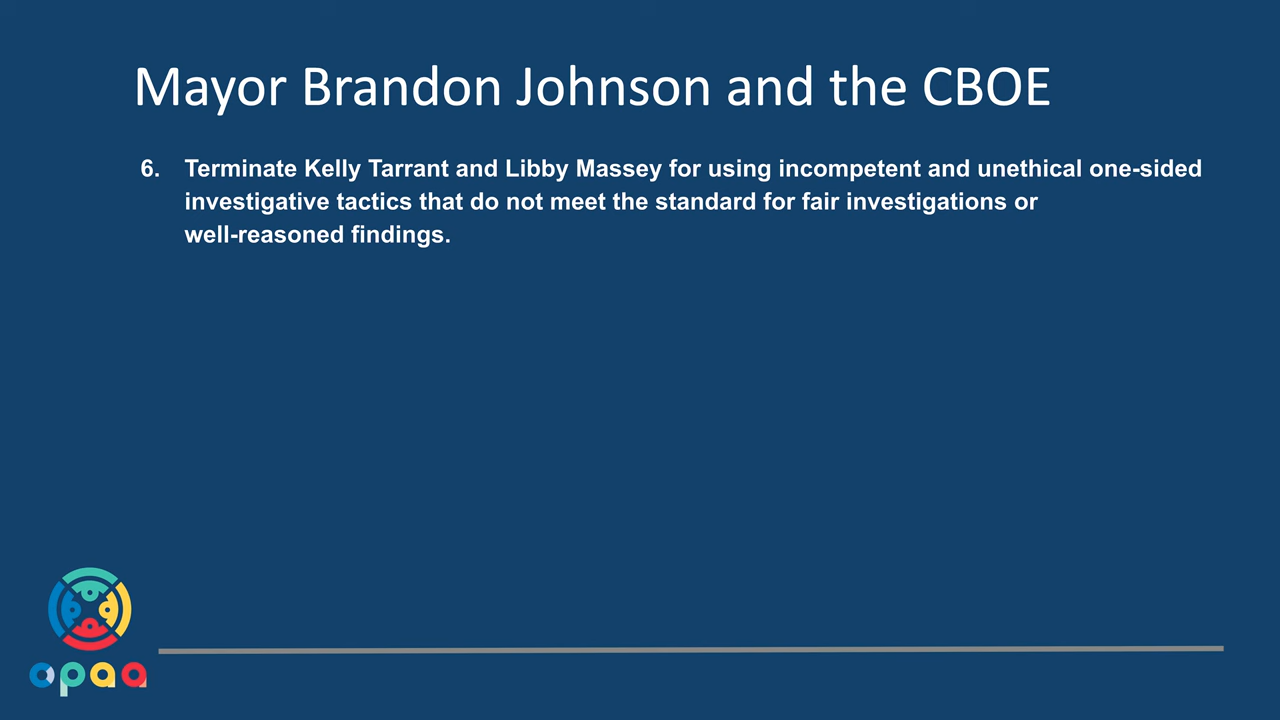 Mayor Brandon Johnson and the CBOE
6. Terminate Kelly Tarrant and Libby Massey for using incompetent and unethical one-sided
investigative tactics that do not meet the standard for fair investigations or
well-reasoned findings.
opaa